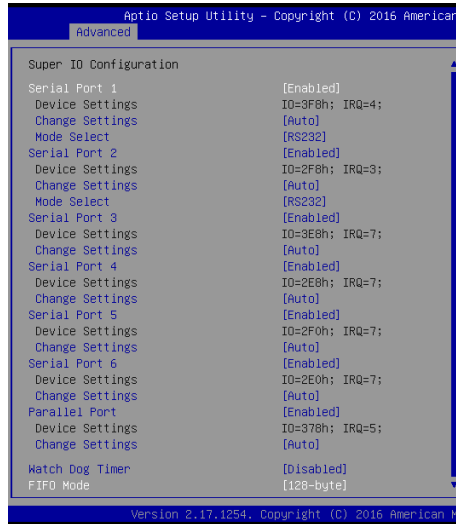 Aptio Setup Utility – Copyright (C) 2016 American
Advanced
Super IO Configuration
Serial Port 1 [Enabled]
Device Settings IO=3F8h; IRQ=4;
Change Settings [Auto]
Mode Select [RS232]
Serial Port 2 [Enabled]
Device Settings IO=2F8h; IRQ=3;
Change Settings [Auto]
Mode Select [RS232]
Serial Port 3 [Enabled]
Device Settings IO=3E8h; IRQ=7;
Change Settings [Auto]
Serial Port 4 [Enabled]
Device Settings IO=2E8h; IRQ=7;
Change Settings [Auto]
Serial Port 5 [Enabled]
Device Settings IO=2F0h; IRQ=7;
Change Settings [Auto]
Serial Port 6 [Enabled]
Device Settings IO=2E0h; IRQ=7;
Change Settings [Auto]
Parallel Port [Enabled]
Device Settings IO=378h; IRQ=5;
Change Settings [Auto]
Watch Dog Timer [Disabled]
FIFO Mode [128-byte]
Version 2.17.1254. Copyright (C) 2016 American M